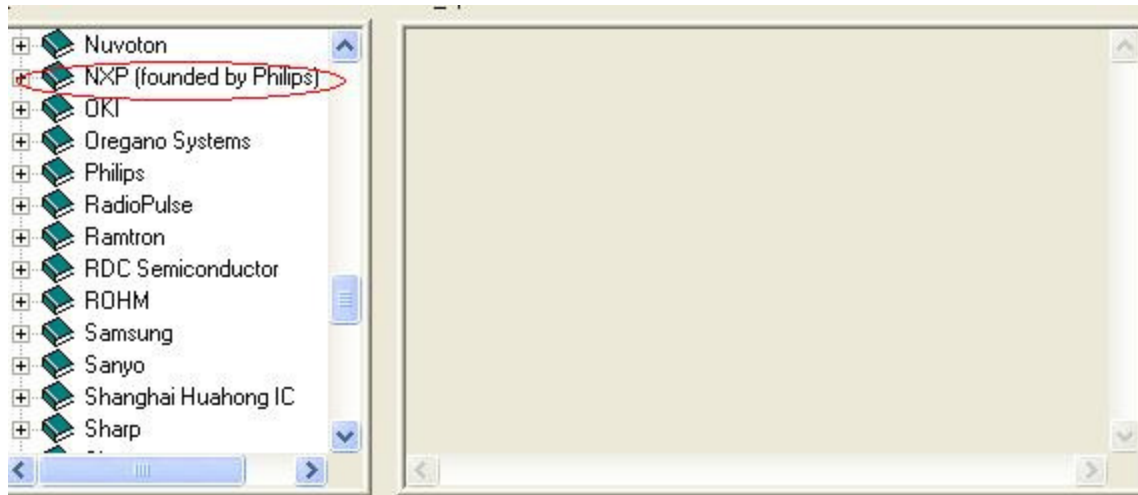 Nuvoton
NXP (founded by Philips)
OKI
Oregano Systems
Philips
RadioPulse
Ramtron
RDC Semiconductor
ROHM
Samsung
Sanyo
Shanghai Huahong IC
Sharp